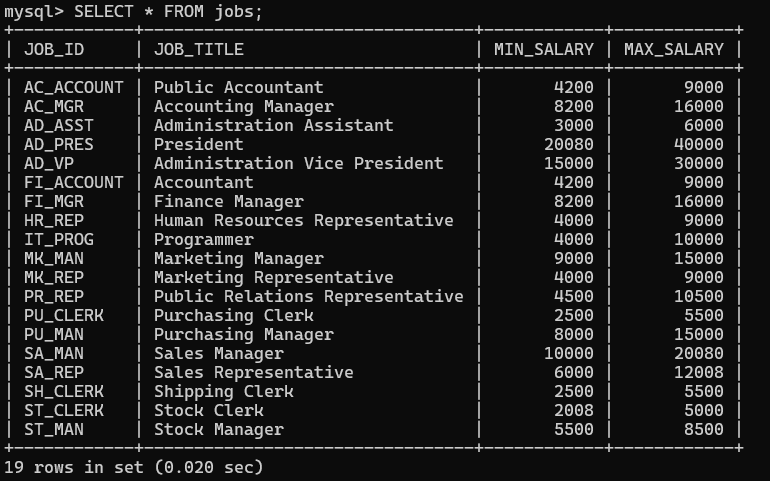 mysql> SELECT * FROM jobs;
+------------+---------------------------------+------------+------------+
| JOB_ID     | JOB_TITLE                       | MIN_SALARY | MAX_SALARY |
+------------+---------------------------------+------------+------------+
| AC_ACCOUNT | Public Accountant               |       4200 |       9000 |
| AC_MGR     | Accounting Manager              |       8200 |      16000 |
| AD_ASST    | Administration Assistant        |       3000 |       6000 |
| AD_PRES    | President                       |      20080 |      40000 |
| AD_VP      | Administration Vice President   |      15000 |      30000 |
| FI_ACCOUNT | Accountant                      |       4200 |       9000 |
| FI_MGR     | Finance Manager                 |       8200 |      16000 |
| HR_REP     | Human Resources Representative  |       4000 |       9000 |
| IT_PROG    | Programmer                      |       4000 |      10000 |
| MK_MAN     | Marketing Manager               |       9000 |      15000 |
| MK_REP     | Marketing Representative        |       4000 |       9000 |
| PR_REP     | Public Relations Representative |       4500 |      10500 |
| PU_CLERK   | Purchasing Clerk                |       2500 |       5500 |
| PU_MAN     | Purchasing Manager              |       8000 |      15000 |
| SA_MAN     | Sales Manager                   |      10000 |      20080 |
| SA_REP     | Sales Representative            |       6000 |      12008 |
| SH_CLERK   | Shipping Clerk                  |       2500 |       5500 |
| ST_CLERK   | Stock Clerk                     |       2008 |       5000 |
| ST_MAN     | Stock Manager                   |       5500 |       8500 |
+------------+---------------------------------+------------+------------+
19 rows in set (0.020 sec)